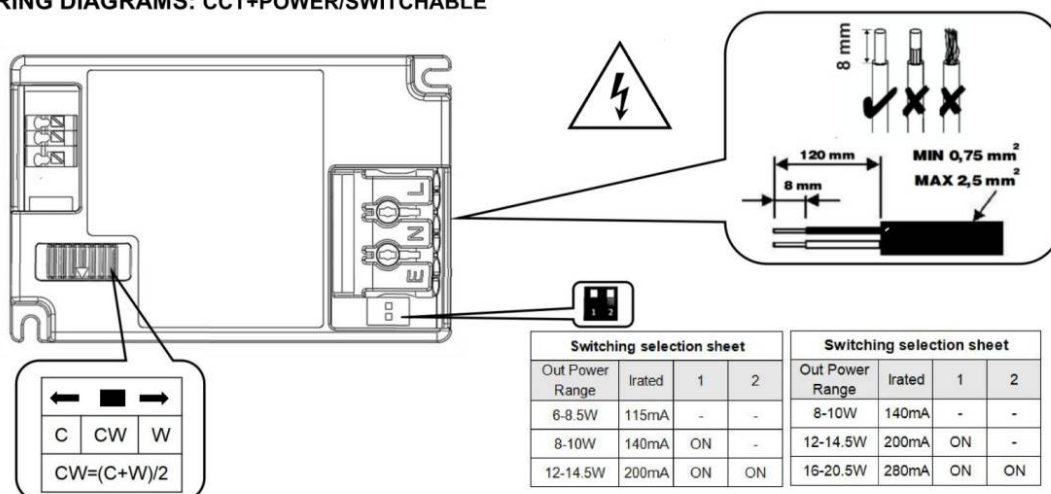 RING DIAGRAMS: CCT+POWER/SWITCHABLE
8 mm
120 mm
8 mm
MIN 0,75 mm²
MAX 2,5 mm²
L
N
E
1 2
C CW W
CW=(C+W)/2
Switching selection sheet
Out Power Range Irated 1 2
6-8.5W 115mA - -
8-10W 140mA ON -
12-14.5W 200mA ON ON
Switching selection sheet
Out Power Range Irated 1 2
8-10W 140mA - -
12-14.5W 200mA ON -
16-20.5W 280mA ON ON